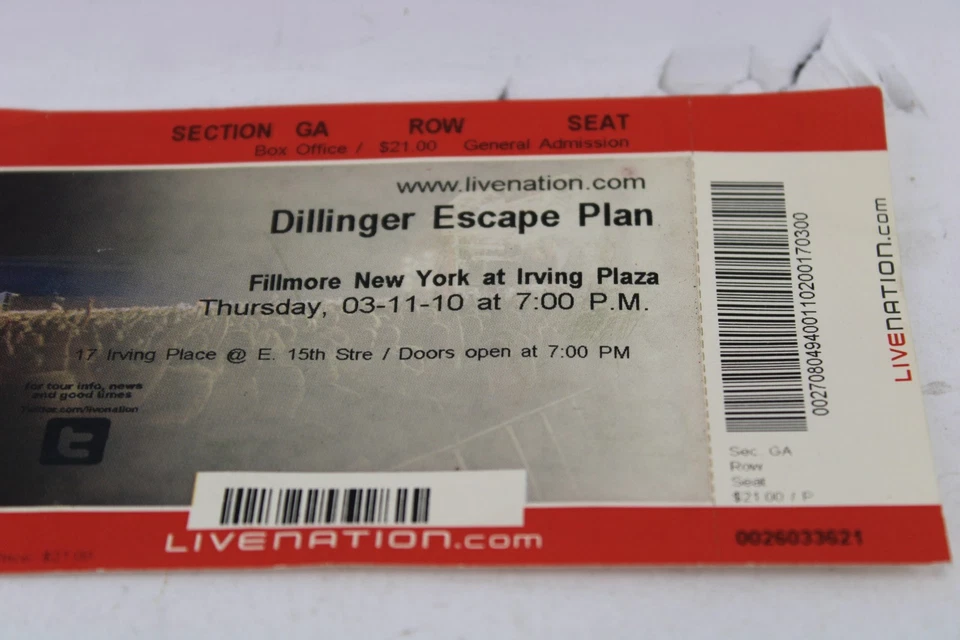 SECTION GA ROW SEAT
Box Office / $21.00 General Admission
www.livenation.com
Dillinger Escape Plan
Fillmore New York at Irving Plaza
Thursday, 03-11-10 at 7:00 P.M.
17 Irving Place @ E. 15th Stre / Doors open at 7:00 PM
for tour info, news
and good times
Twitter.com/livenation
t
LIVENATION.com
$21.00
002708049400110200170300
LIVENATION.com
Sec. GA
Row
Seat
$21.00 / P
0026033621